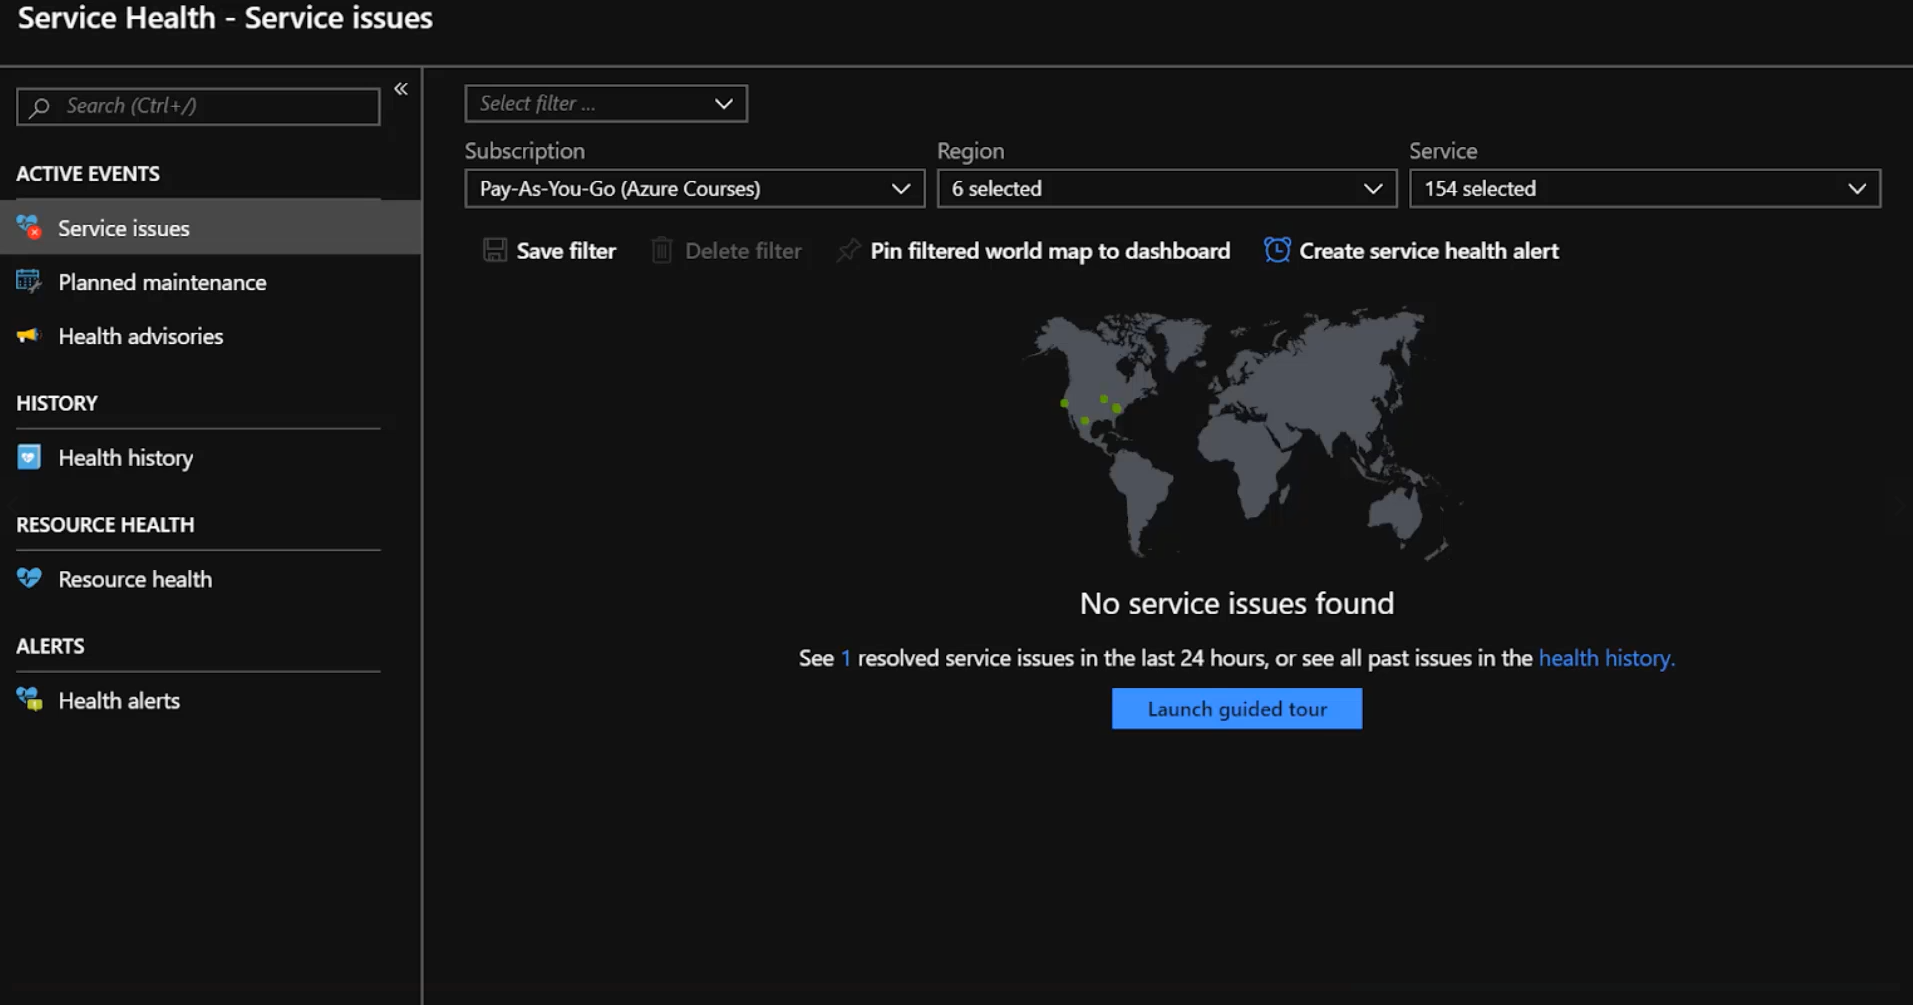 Service Health - Service issues
Search (Ctrl+/)
«
ACTIVE EVENTS
Service issues
Planned maintenance
Health advisories
HISTORY
Health history
RESOURCE HEALTH
Resource health
ALERTS
Health alerts
Select filter ...
Subscription Region Service
Pay-As-You-Go (Azure Courses) 6 selected 154 selected
Save filter Delete filter Pin filtered world map to dashboard Create service health alert
No service issues found
See 1 resolved service issues in the last 24 hours, or see all past issues in the health history.
Launch guided tour